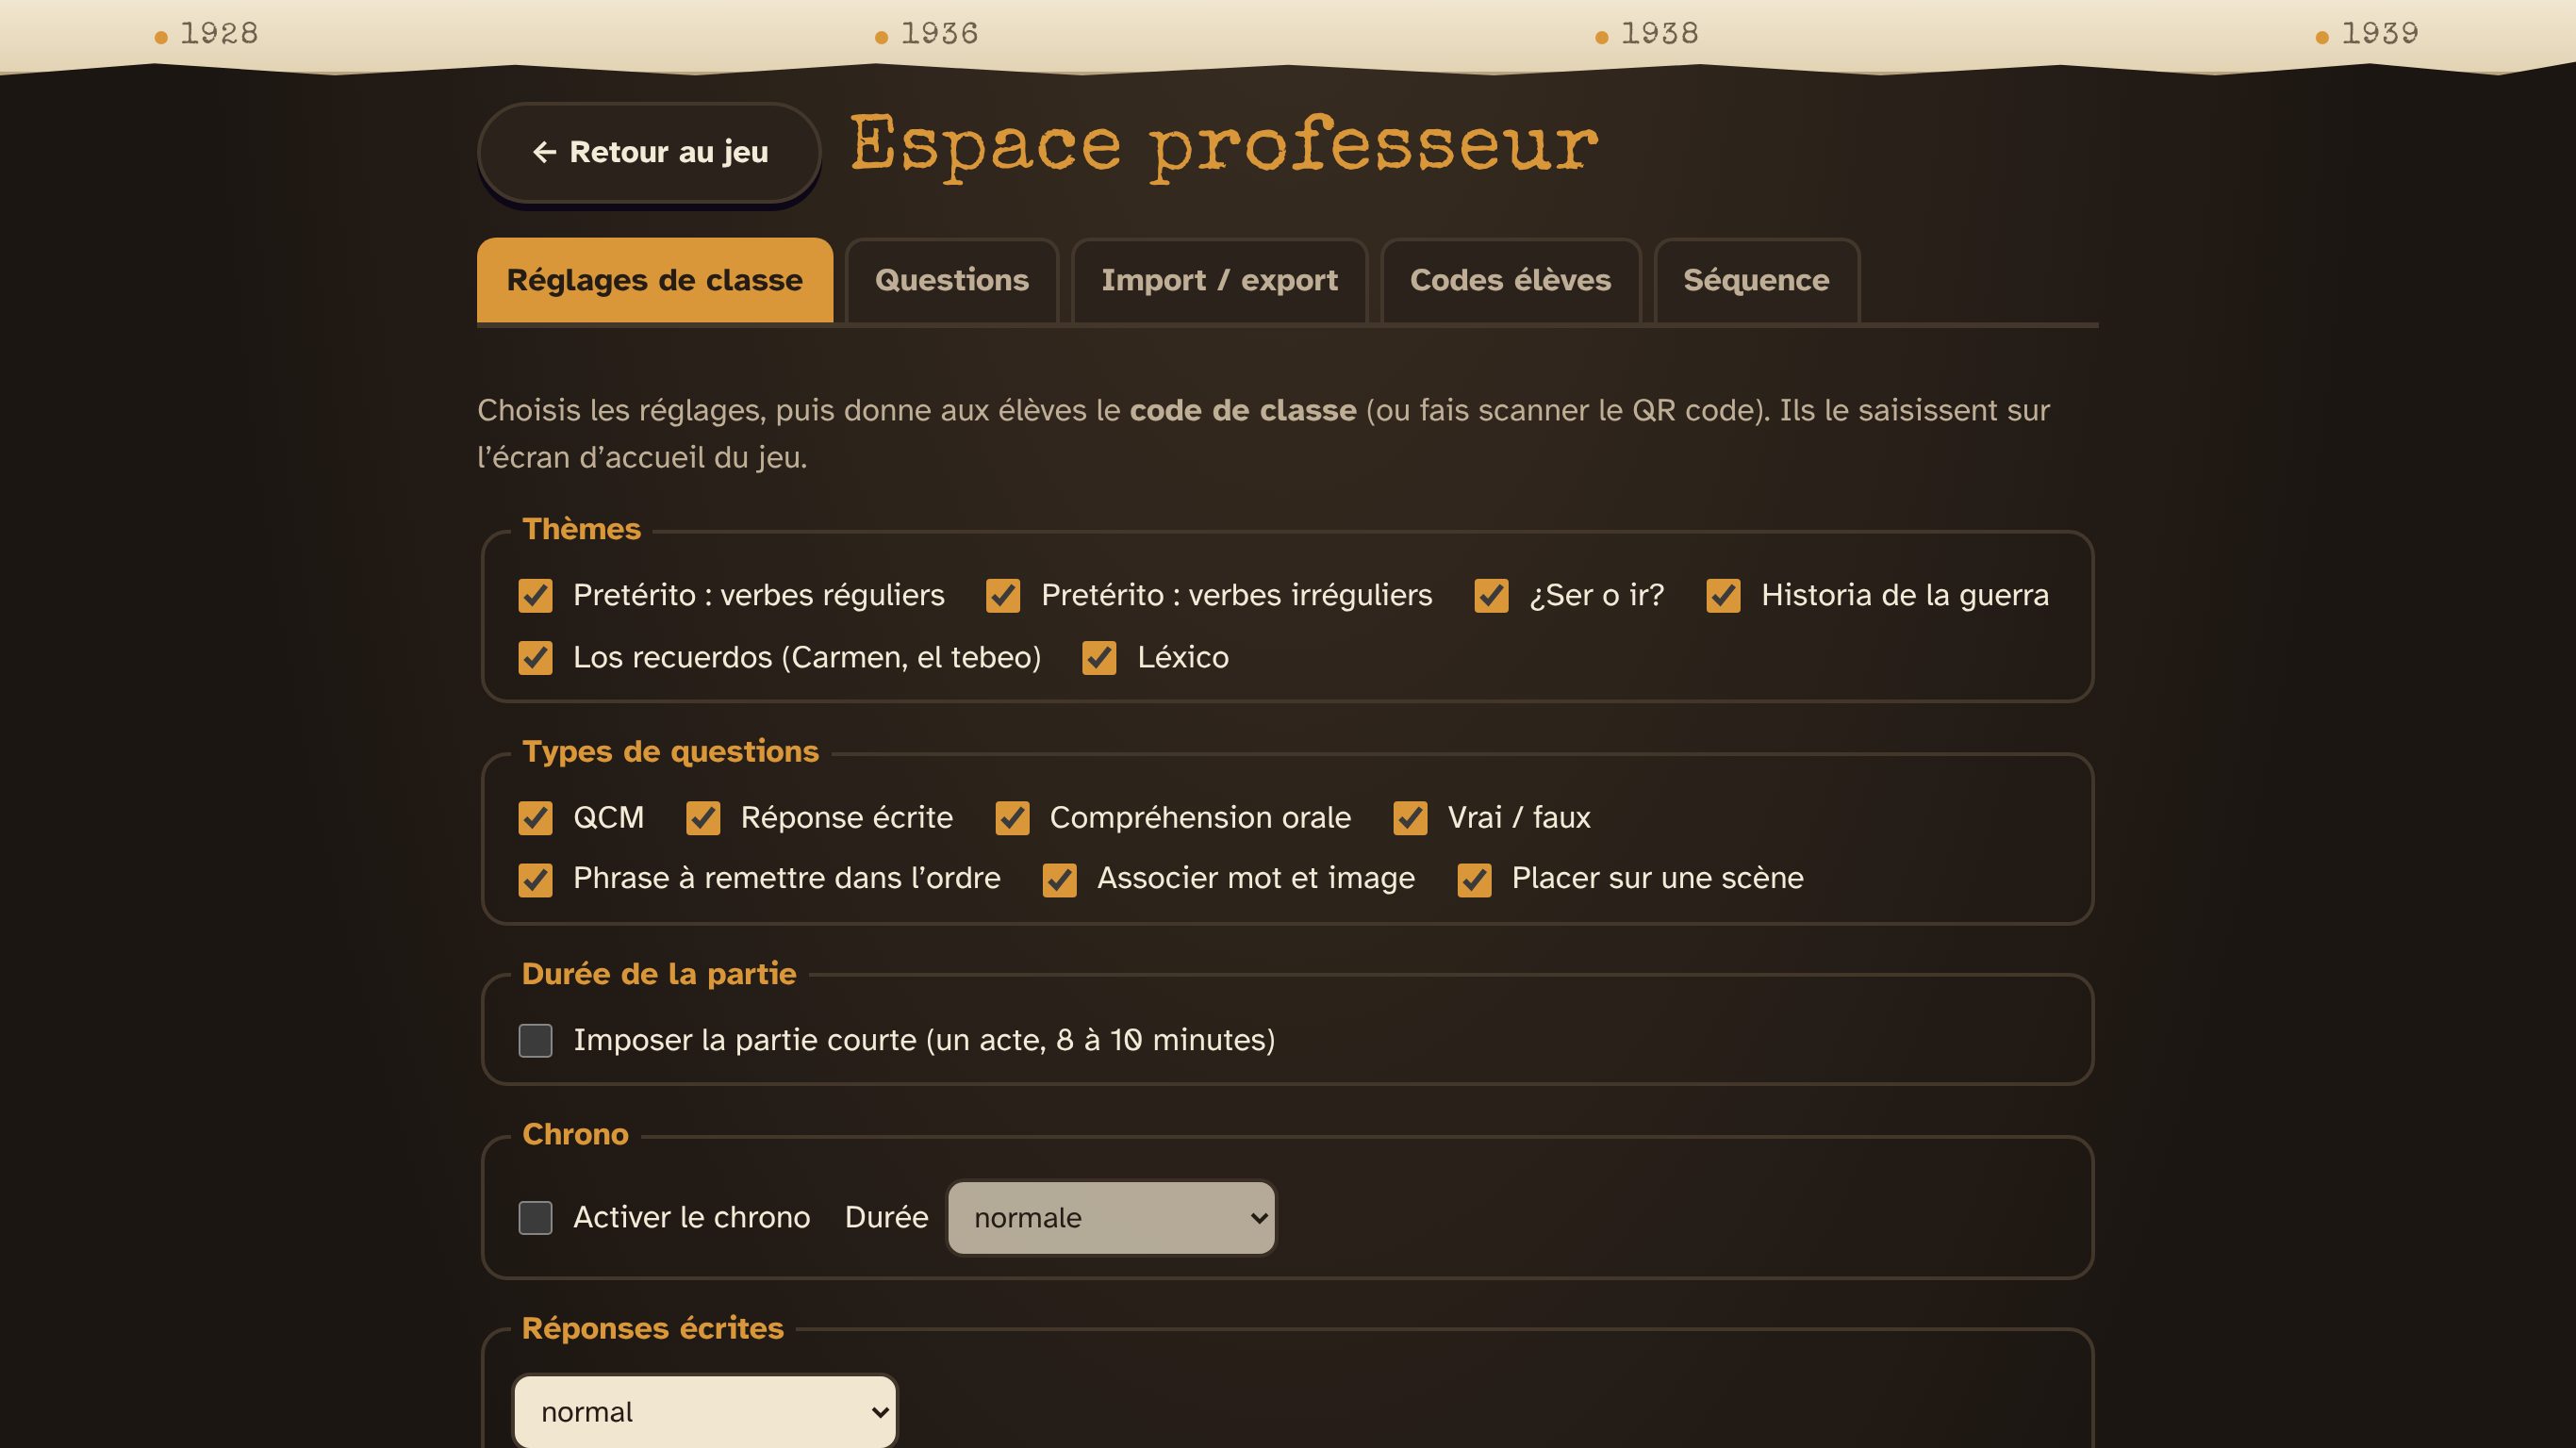 1928 1936 1938 1939
← Retour au jeu Espace professeur
Réglages de classe Questions Import / export Codes élèves Séquence
Choisis les réglages, puis donne aux élèves le code de classe (ou fais scanner le QR code). Ils le saisissent sur
l’écran d’accueil du jeu.
Thèmes
Pretérito : verbes réguliers Pretérito : verbes irréguliers ¿Ser o ir? Historia de la guerra
Los recuerdos (Carmen, el tebeo) Léxico
Types de questions
QCM Réponse écrite Compréhension orale Vrai / faux
Phrase à remettre dans l’ordre Associer mot et image Placer sur une scène
Durée de la partie
Imposer la partie courte (un acte, 8 à 10 minutes)
Chrono
Activer le chrono Durée normale
Réponses écrites
normal